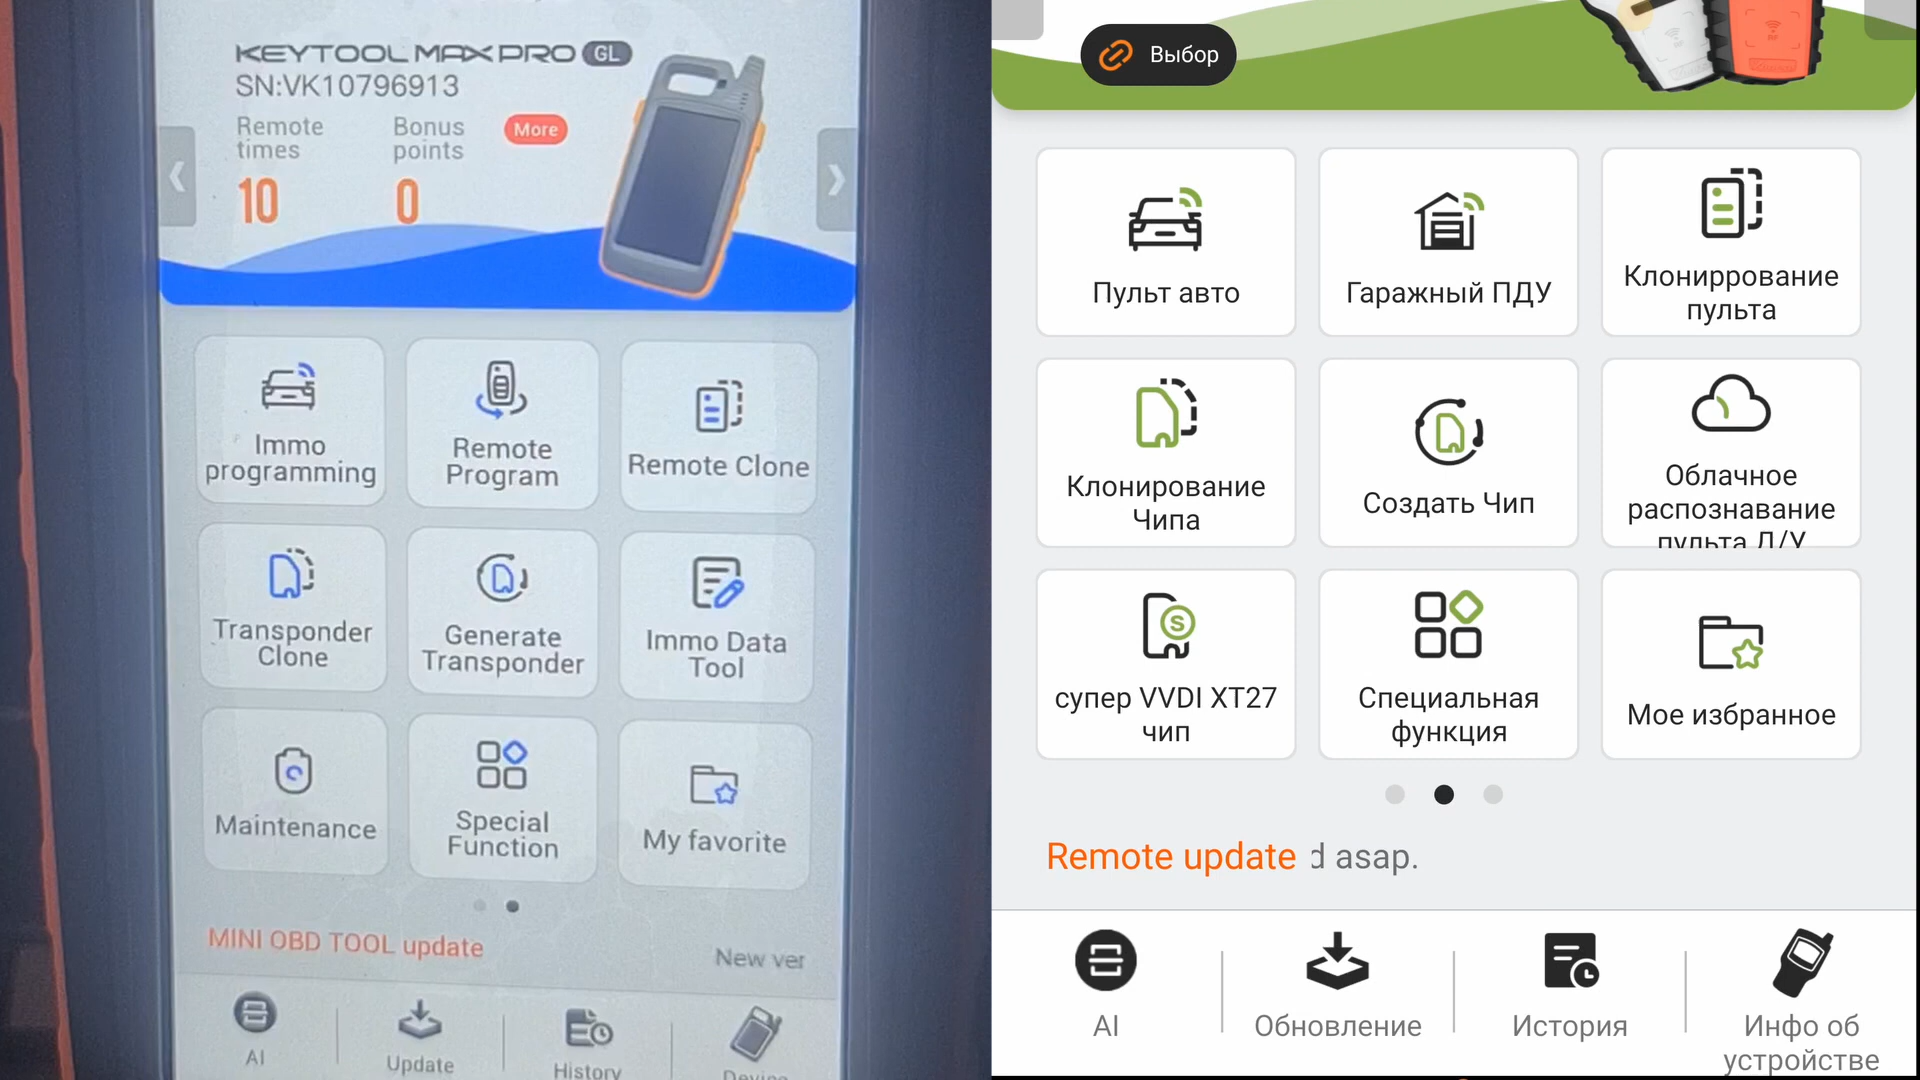 KEYTOOL MAX PRO GL
SN:VK10796913
Remote
times
Bonus
points
More
10
0
Immo
programming
Remote
Program
Remote Clone
Transponder
Clone
Generate
Transponder
Immo Data
Tool
Maintenance
Special
Function
My favorite
MINI OBD TOOL update
New ver
AI
Update
History
Device
Выбор
Пульт авто
Гаражный ПДУ
Клониррование
пульта
Клонирование
Чипа
Создать Чип
Облачное
распознавание
пульта Д/У
супер VVDI XT27
чип
Специальная
функция
Мое избранное
Remote update
d asap.
AI
Обновление
История
Инфо об
устройстве